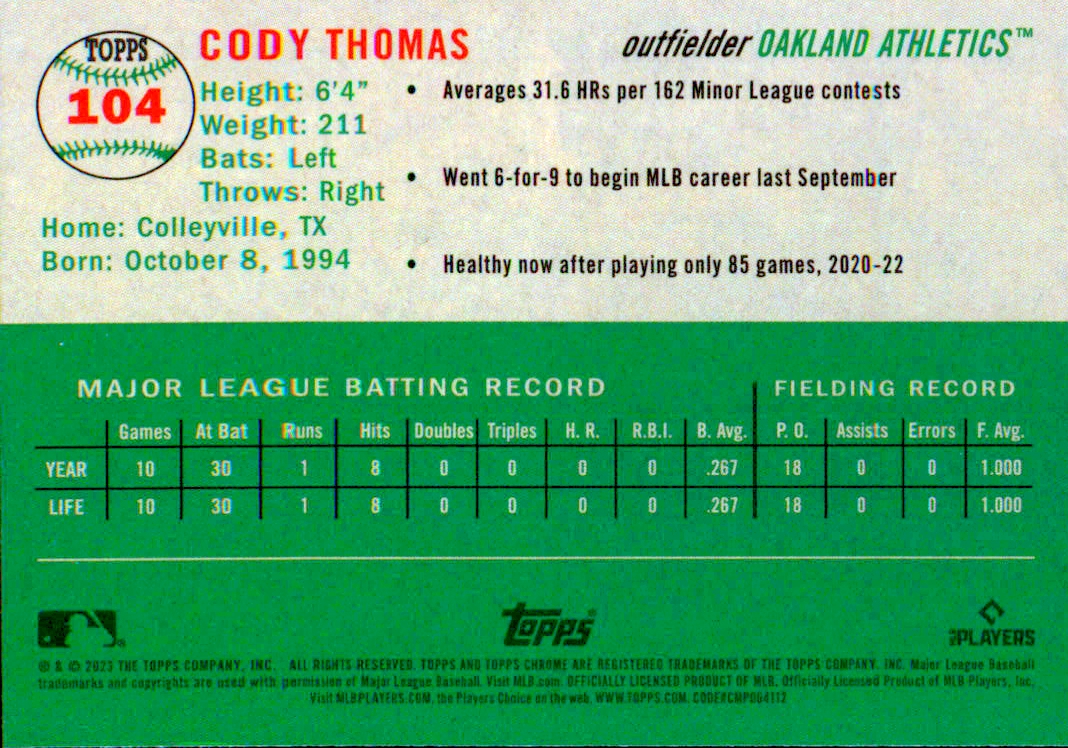 TOPPS
104
CODY THOMAS
outfielder OAKLAND ATHLETICS™
Height: 6'4"
Weight: 211
Bats: Left
Throws: Right
Home: Colleyville, TX
Born: October 8, 1994
• Averages 31.6 HRs per 162 Minor League contests
• Went 6-for-9 to begin MLB career last September
• Healthy now after playing only 85 games, 2020-22
MAJOR LEAGUE BATTING RECORD FIELDING RECORD
Games At Bat Runs Hits Doubles Triples H. R. R.B.I. B. Avg. P. O. Assists Errors F. Avg.
YEAR 10 30 1 8 0 0 0 0 .267 18 0 0 1.000
LIFE 10 30 1 8 0 0 0 0 .267 18 0 0 1.000
topps
PLAYERS
® & © 2023 THE TOPPS COMPANY, INC. ALL RIGHTS RESERVED. TOPPS AND TOPPS CHROME ARE REGISTERED TRADEMARKS OF THE TOPPS COMPANY, INC. Major League Baseball
trademarks and copyrights are used with permission of Major League Baseball. Visit MLB.com. OFFICIALLY LICENSED PRODUCT OF MLB. Officially Licensed Product of MLB Players, Inc.
Visit MLBPLAYERS.COM, the Players Choice on the web. WWW.TOPPS.COM. CODE#CMP064112